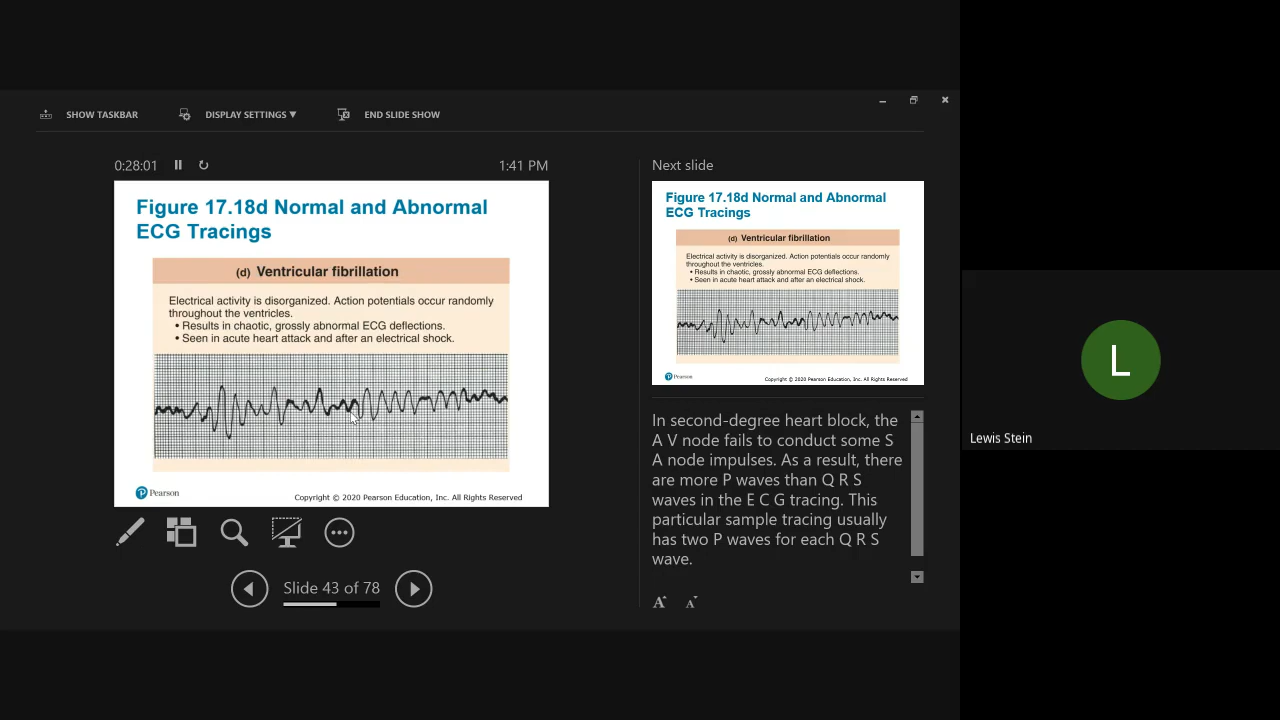 SHOW TASKBAR
DISPLAY SETTINGS ▼
END SLIDE SHOW
0:28:01
1:41 PM
Figure 17.18d Normal and Abnormal
ECG Tracings
(d) Ventricular fibrillation
Electrical activity is disorganized. Action potentials occur randomly
throughout the ventricles.
• Results in chaotic, grossly abnormal ECG deflections.
• Seen in acute heart attack and after an electrical shock.
Pearson
Copyright © 2020 Pearson Education, Inc. All Rights Reserved
Slide 43 of 78
Next slide
Figure 17.18d Normal and Abnormal
ECG Tracings
(d) Ventricular fibrillation
Electrical activity is disorganized. Action potentials occur randomly
throughout the ventricles.
• Results in chaotic, grossly abnormal ECG deflections.
• Seen in acute heart attack and after an electrical shock.
Pearson
Copyright © 2020 Pearson Education, Inc. All Rights Reserved
In second-degree heart block, the
A V node fails to conduct some S
A node impulses. As a result, there
are more P waves than Q R S
waves in the E C G tracing. This
particular sample tracing usually
has two P waves for each Q R S
wave.
A A
L
Lewis Stein